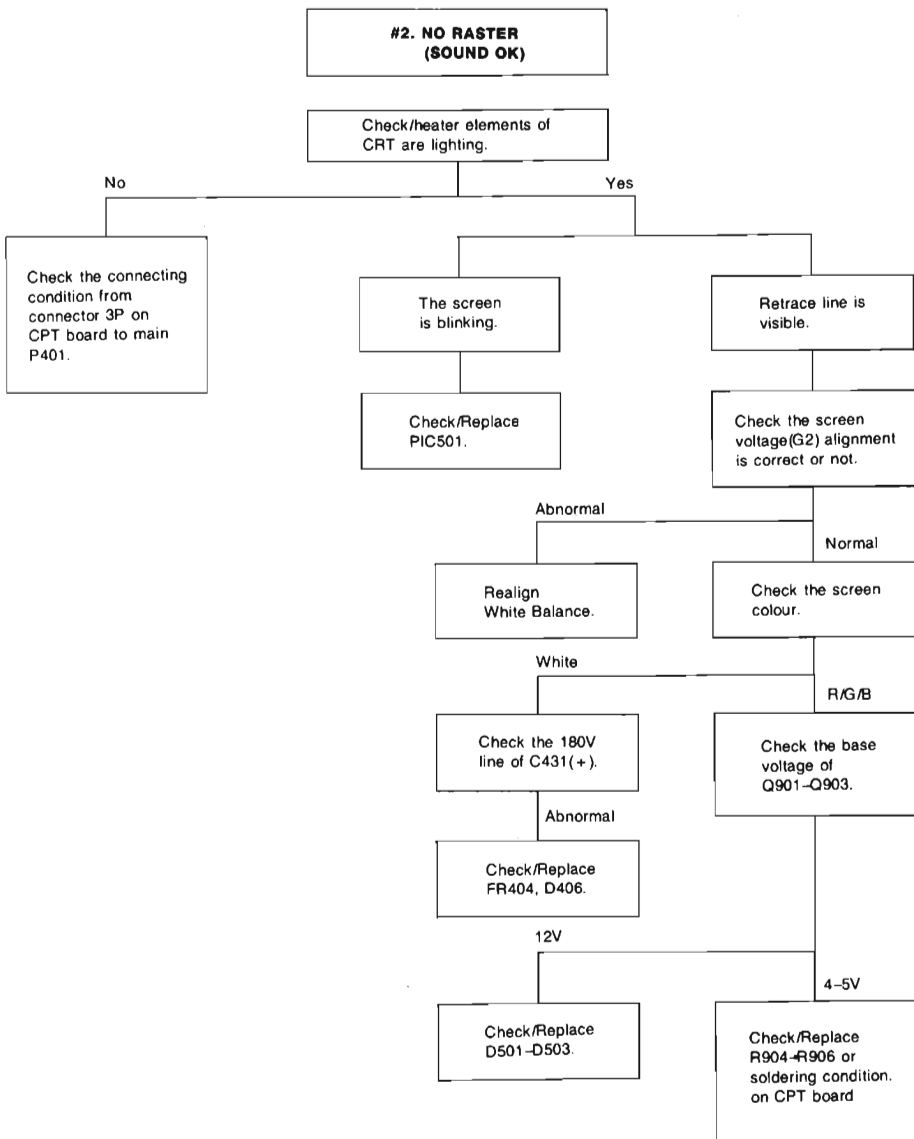 #2. NO RASTER
(SOUND OK)
Check/heater elements of
CRT are lighting.
No
Yes
Check the connecting
condition from
connector 3P on
CPT board to main
P401.
The screen
is blinking.
Retrace line is
visible.
Check/Replace
PIC501.
Check the screen
voltage(G2) alignment
is correct or not.
Abnormal
Normal
Realign
White Balance.
Check the screen
colour.
White
R/G/B
Check the 180V
line of C431(+).
Check the base
voltage of
Q901-Q903.
Abnormal
Check/Replace
FR404, D406.
12V
4-5V
Check/Replace
D501-D503.
Check/Replace
R904-R906 or
soldering condition.
on CPT board